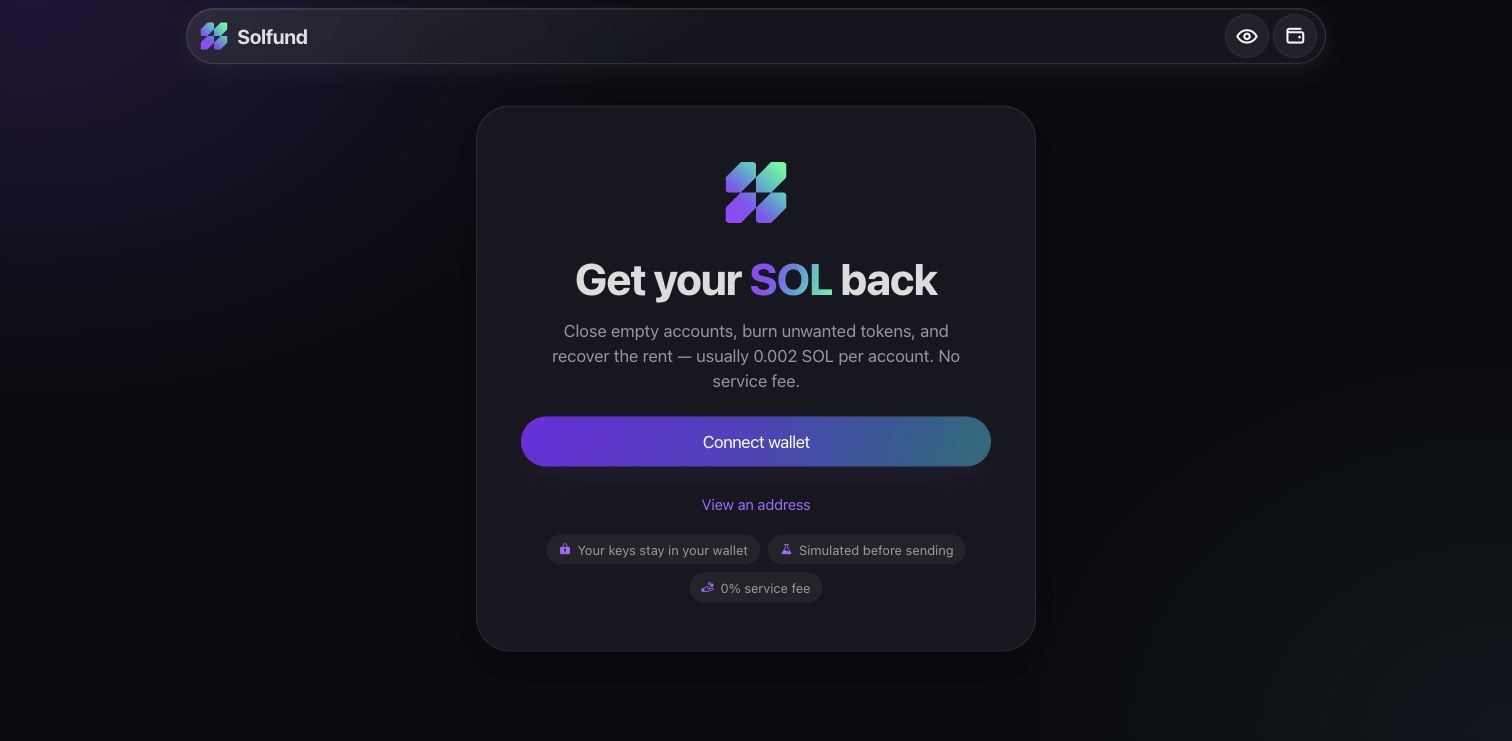 Solfund
Get your SOL back
Close empty accounts, burn unwanted tokens, and
recover the rent — usually 0.002 SOL per account. No
service fee.
Connect wallet
View an address
Your keys stay in your wallet
Simulated before sending
0% service fee